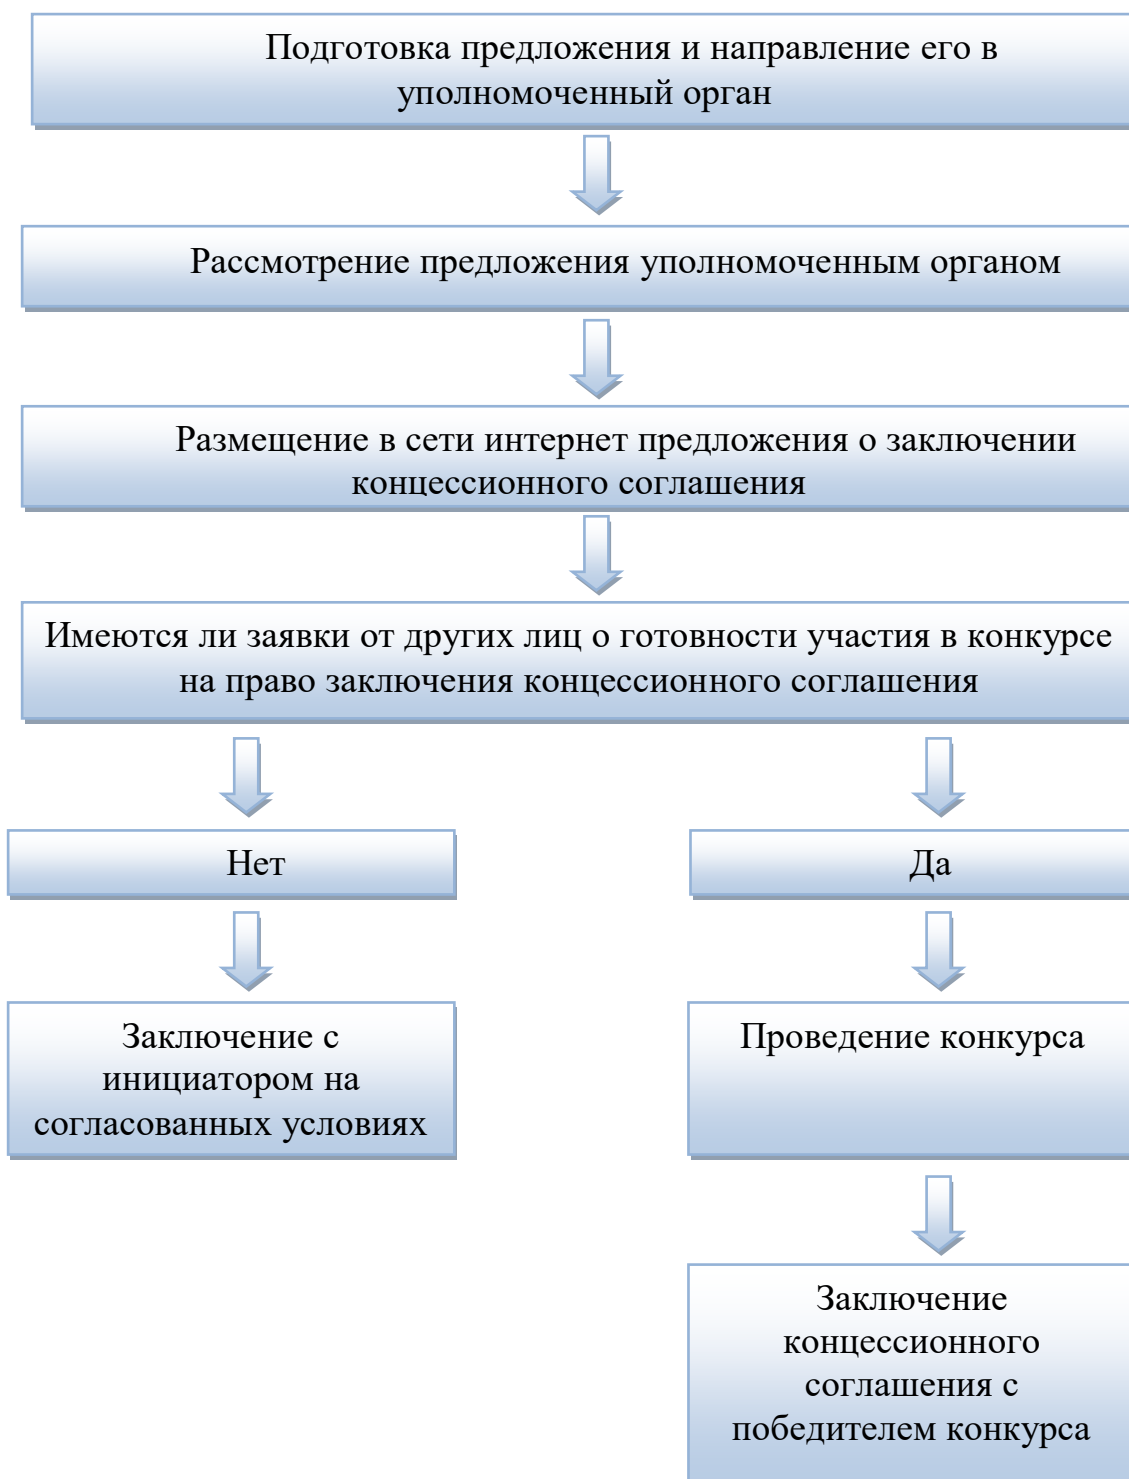 Подготовка предложения и направление его в
уполномоченный орган
Рассмотрение предложения уполномоченным органом
Размещение в сети интернет предложения о заключении
концессионного соглашения
Имеются ли заявки от других лиц о готовности участия в конкурсе
на право заключения концессионного соглашения
Нет
Да
Заключение с
инициатором на
согласованных условиях
Проведение конкурса
Заключение
концессионного
соглашения с
победителем конкурса